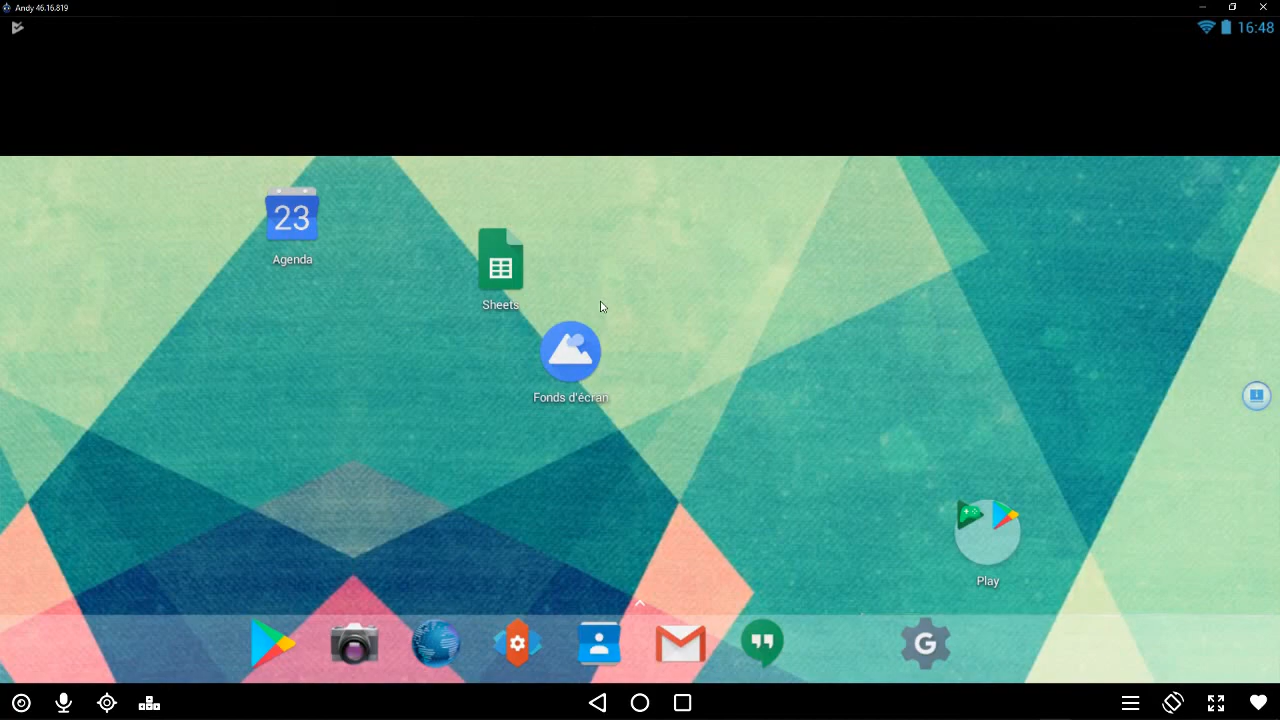 Andy 46.16.819
16:48
23
Agenda
Sheets
Fonds d'écran
Play
G